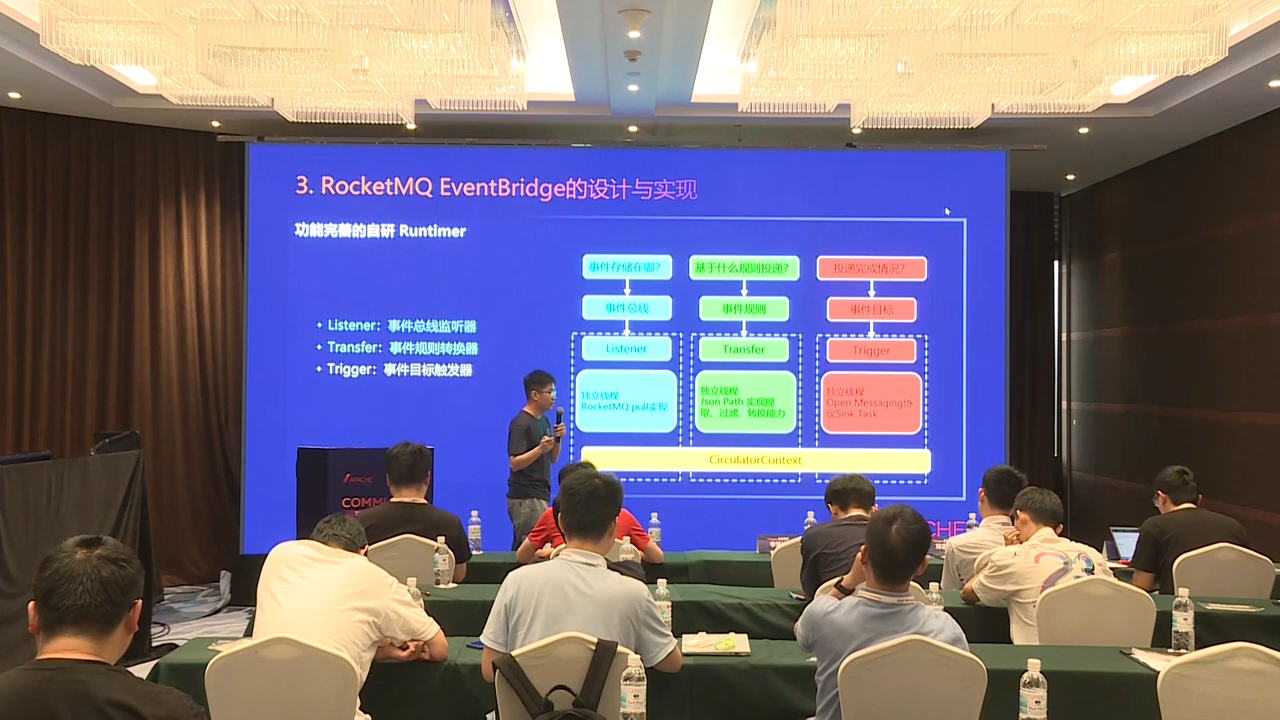 3. RocketMQ EventBridge的设计与实现
功能完善的自研 Runtimer
• Listener：事件总线监听器
• Transfer：事件规则转换器
• Trigger：事件目标触发器
事件存储在哪？
基于什么规则投递？
投递完成情况？
事件总线
事件规则
事件目标
Listener
Transfer
Trigger
独立线程
RocketMQ pull实现
独立线程
Json Path 实现提
取、过滤、转换能力
独立线程
Open Messaging协
议Sink Task
CirculatorContext
APACHE